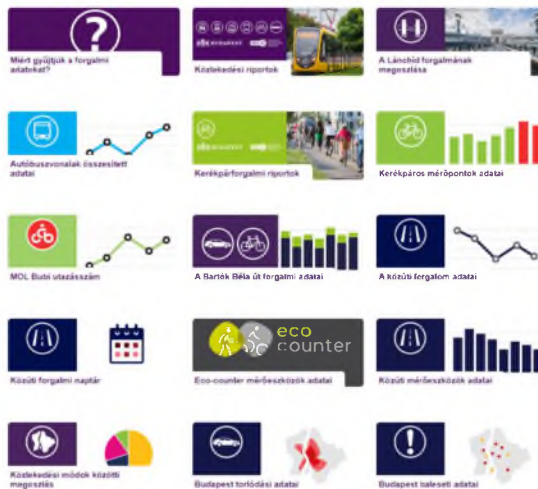 ?
Miért gyűjtjük a forgalmi
adatokat?
Közlekedési riportok
A Lánchíd forgalmának
megoszlása
Autóbuszvonalak összesített
adatai
Kerékpárforgalmi riportok
Kerékpáros mérőpontok adatai
MOL Bubi utazásszám
A Bartók Béla út forgalmi adatai
A közúti forgalom adatai
Közúti forgalmi naptár
eco
counter
Eco-counter mérőeszközök adatai
Közúti mérőeszközök adatai
Közlekedési módok közötti
megoszlás
Budapest torlódási adatai
!
Budapest baleseti adatai